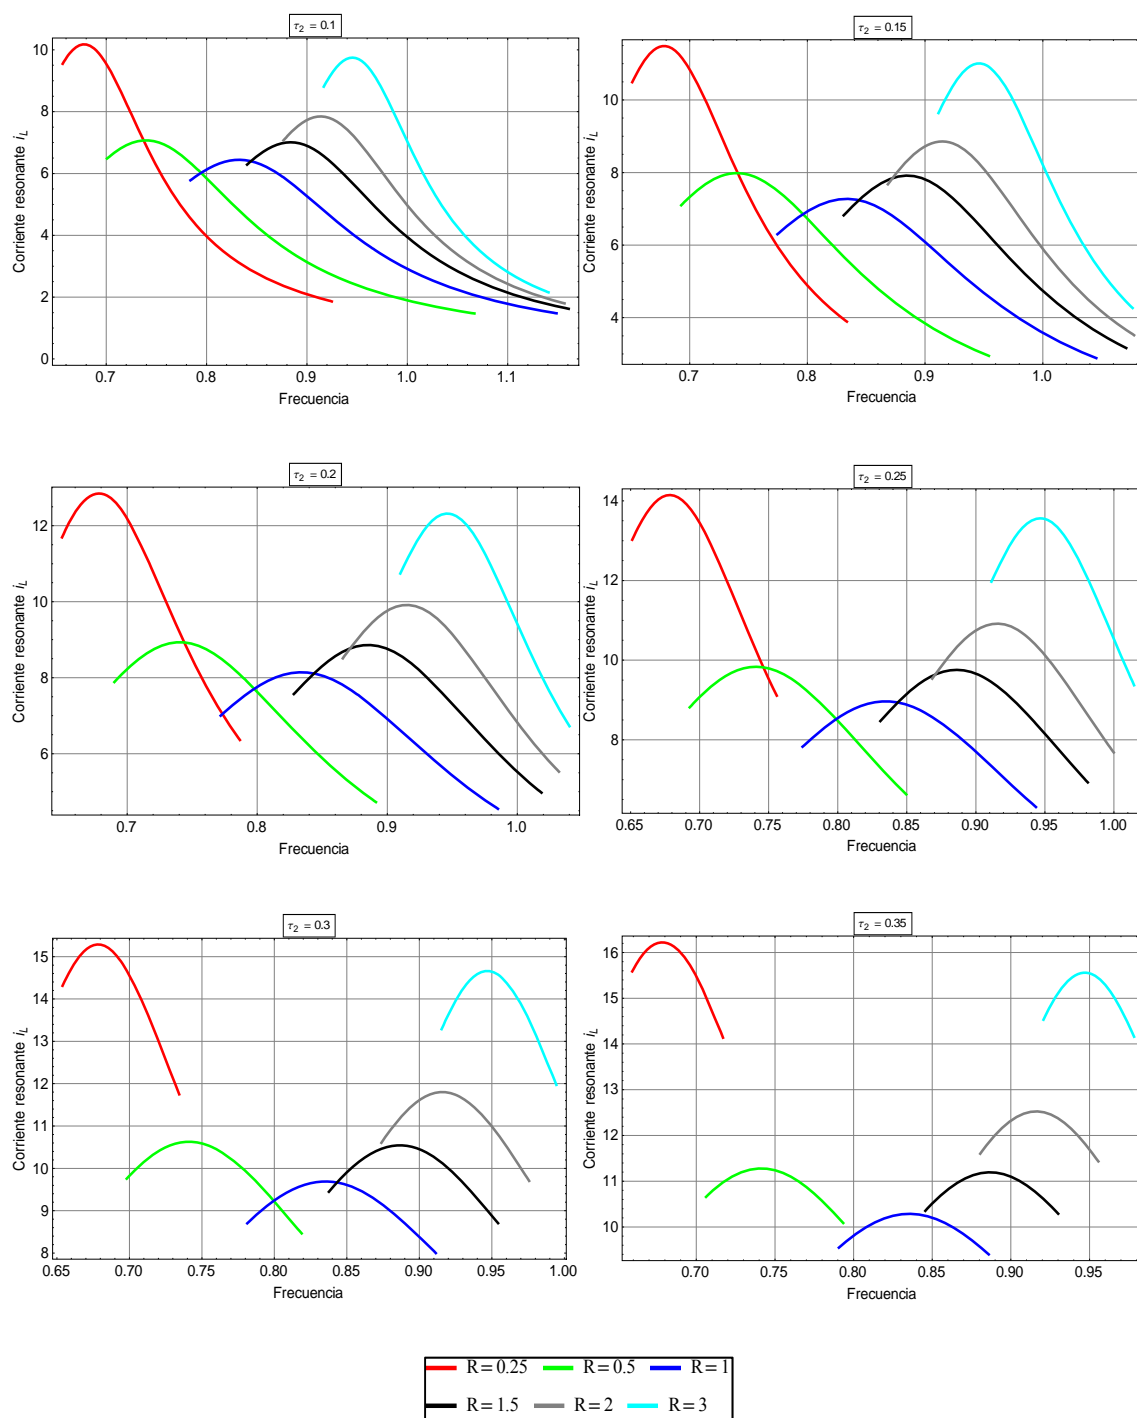 τ2 = 0.1
Corriente resonante iL
10
8
6
4
2
0
0.7 0.8 0.9 1.0 1.1
Frecuencia
τ2 = 0.15
Corriente resonante iL
10
8
6
4
0.7 0.8 0.9 1.0
Frecuencia
τ2 = 0.2
Corriente resonante iL
12
10
8
6
0.7 0.8 0.9 1.0
Frecuencia
τ2 = 0.25
Corriente resonante iL
14
12
10
8
0.65 0.70 0.75 0.80 0.85 0.90 0.95 1.00
Frecuencia
τ2 = 0.3
Corriente resonante iL
15
14
13
12
11
10
9
8
0.65 0.70 0.75 0.80 0.85 0.90 0.95 1.00
Frecuencia
τ2 = 0.35
Corriente resonante iL
16
15
14
13
12
11
10
0.70 0.75 0.80 0.85 0.90 0.95
Frecuencia
R = 0.25 R = 0.5 R = 1
R = 1.5 R = 2 R = 3